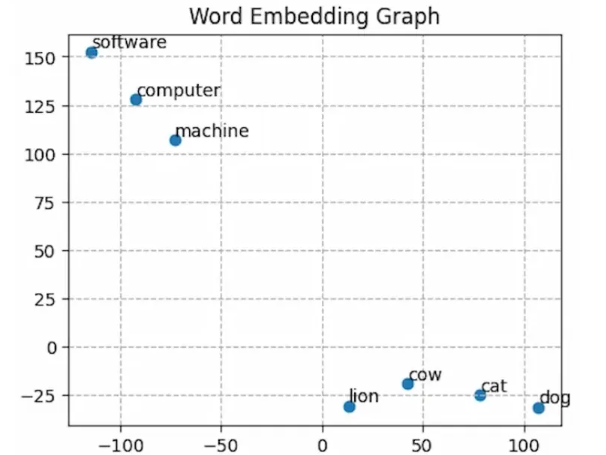 Word Embedding Graph
software
150
computer
125
machine
100
75
50
25
0
cow
cat
−25
lion
dog
−100
−50
0
50
100